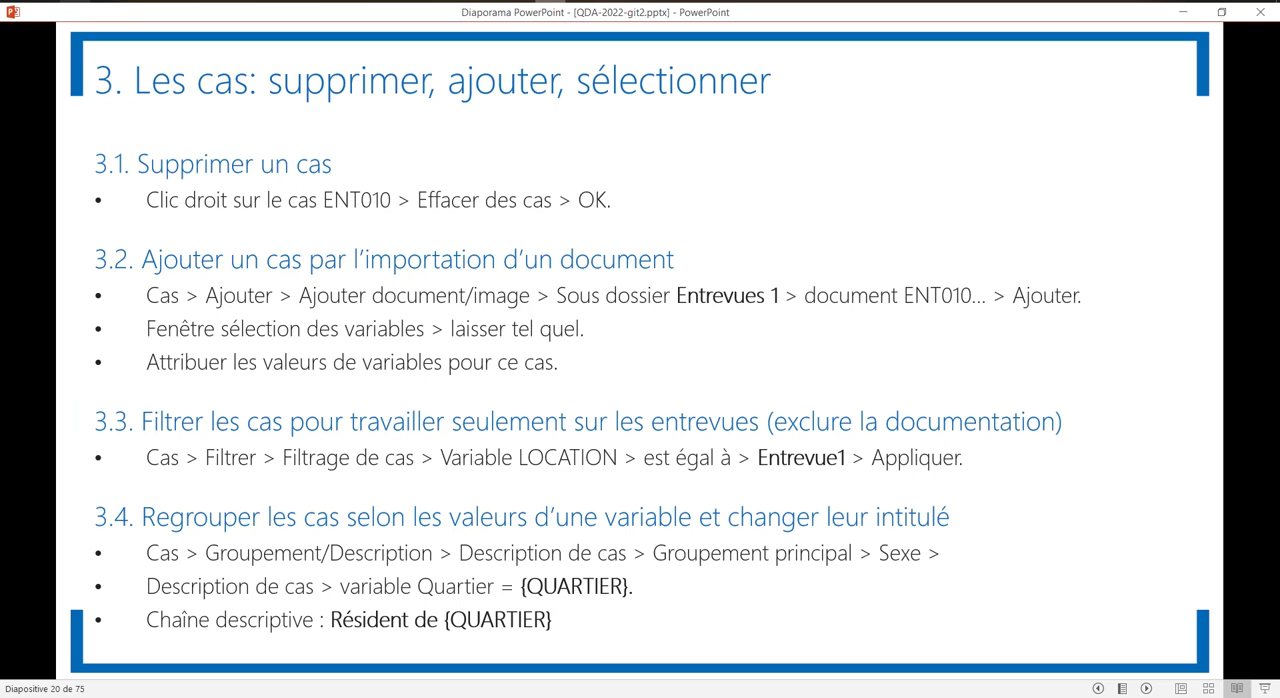 Diaporama PowerPoint - [QDA-2022-git2.pptx] - PowerPoint
3. Les cas: supprimer, ajouter, sélectionner
3.1. Supprimer un cas
• Clic droit sur le cas ENT010 > Effacer des cas > OK.
3.2. Ajouter un cas par l’importation d’un document
• Cas > Ajouter > Ajouter document/image > Sous dossier Entrevues 1 > document ENT010... > Ajouter.
• Fenêtre sélection des variables > laisser tel quel.
• Attribuer les valeurs de variables pour ce cas.
3.3. Filtrer les cas pour travailler seulement sur les entrevues (exclure la documentation)
• Cas > Filtrer > Filtrage de cas > Variable LOCATION > est égal à > Entrevue1 > Appliquer.
3.4. Regrouper les cas selon les valeurs d’une variable et changer leur intitulé
• Cas > Groupement/Description > Description de cas > Groupement principal > Sexe >
• Description de cas > variable Quartier = {QUARTIER}.
• Chaîne descriptive : Résident de {QUARTIER}
Diapositive 20 de 75